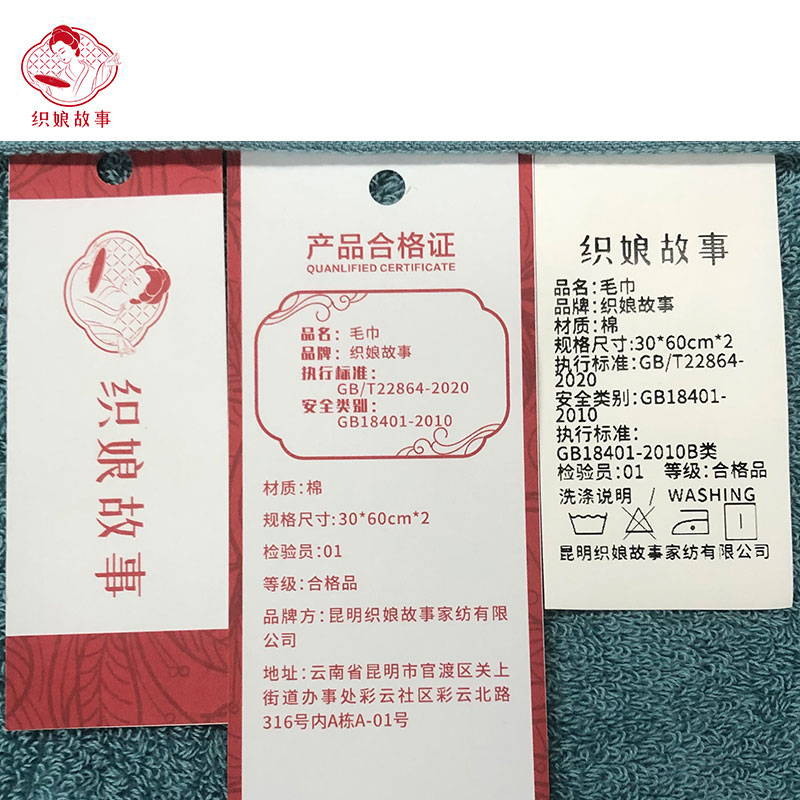 织娘故事
织娘故事
产品合格证
QUANLIFIED CERTIFICATE
品名：毛巾
品牌：织娘故事
执行标准：
GB/T22864-2020
安全类别：
GB18401-2010
材质:棉
规格尺寸:30*60cm*2
检验员:01
等级:合格品
品牌方：昆明织娘故事家纺有限
公司
地址:云南省昆明市官渡区关上
街道办事处彩云社区彩云北路
316号内A栋A-01号
织娘故事
品名:毛巾
品牌:织娘故事
材质:棉
规格尺寸:30*60cm*2
执行标准:GB/T22864-
2020
安全类别:GB18401-
2010
执行标准：
GB18401-2010B类
检验员:01 等级:合格品
洗涤说明 / WASHING
昆明织娘故事家纺有限公司